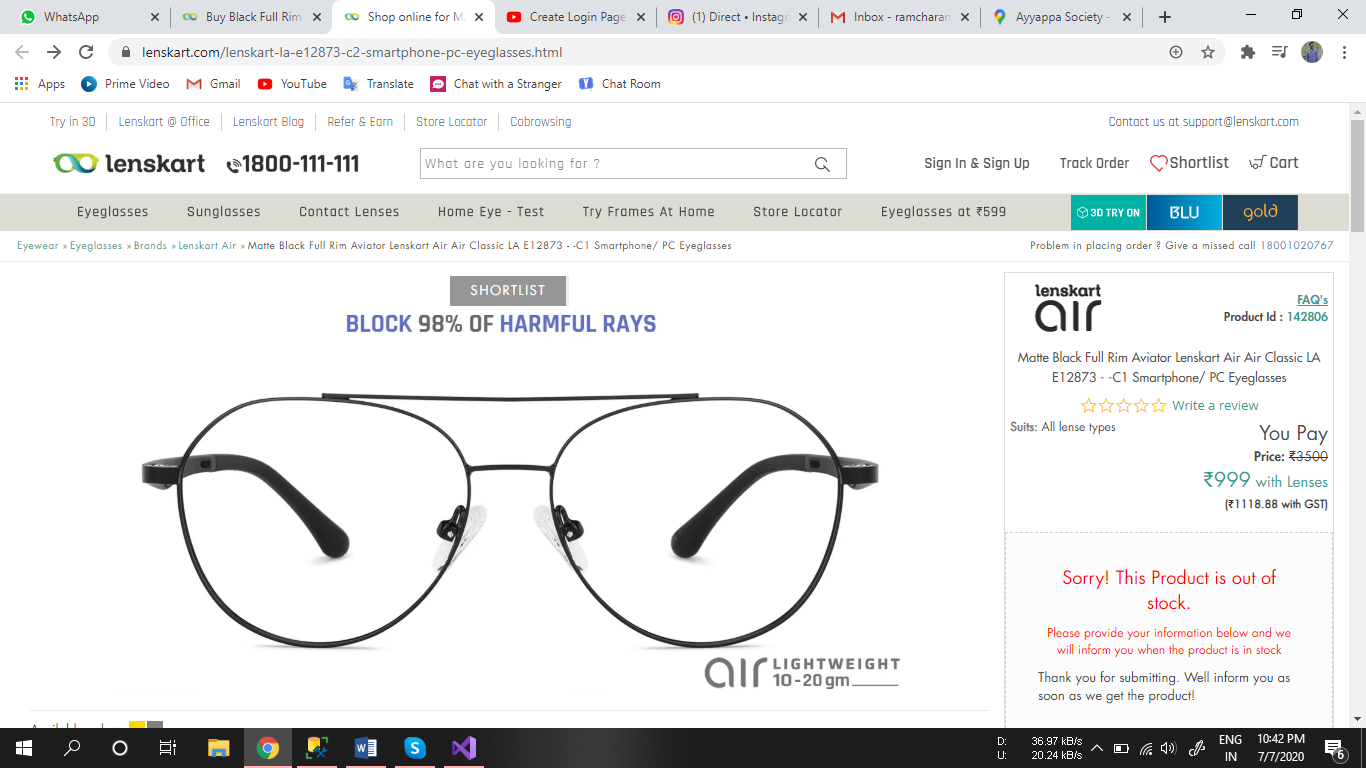 WhatsApp
Buy Black Full Rim
Shop online for Ma
Create Login Page
(1) Direct • Instagr
Inbox - ramcharan
Ayyappa Society -
lenskart.com/lenskart-la-e12873-c2-smartphone-pc-eyeglasses.html
Apps
Prime Video
Gmail
YouTube
Translate
Chat with a Stranger
Chat Room
Try in 3D
Lenskart @ Office
Lenskart Blog
Refer & Earn
Store Locator
Cobrowsing
Contact us at support@lenskart.com
lenskart
1800-111-111
What are you looking for ?
Sign In & Sign Up
Track Order
Shortlist
Cart
Eyeglasses
Sunglasses
Contact Lenses
Home Eye - Test
Try Frames At Home
Store Locator
Eyeglasses at ₹599
3D TRY ON
BLU
gold
Eyewear » Eyeglasses » Brands » Lenskart Air » Matte Black Full Rim Aviator Lenskart Air Air Classic LA E12873 - -C1 Smartphone/ PC Eyeglasses
Problem in placing order ? Give a missed call 18001020767
SHORTLIST
BLOCK 98% OF HARMFUL RAYS
air LIGHTWEIGHT
10-20 gm
lenskart
air
FAQ's
Product Id : 142806
Matte Black Full Rim Aviator Lenskart Air Air Classic LA
E12873 - -C1 Smartphone/ PC Eyeglasses
Write a review
Suits: All lense types
You Pay
Price: ₹3500
₹999 with Lenses
(₹1118.88 with GST)
Sorry! This Product is out of
stock.
Please provide your information below and we
will inform you when the product is in stock
Thank you for submitting. Well inform you as
soon as we get the product!
D: 36.97 kB/s
U: 20.24 kB/s
ENG
IN
10:42 PM
7/7/2020
6